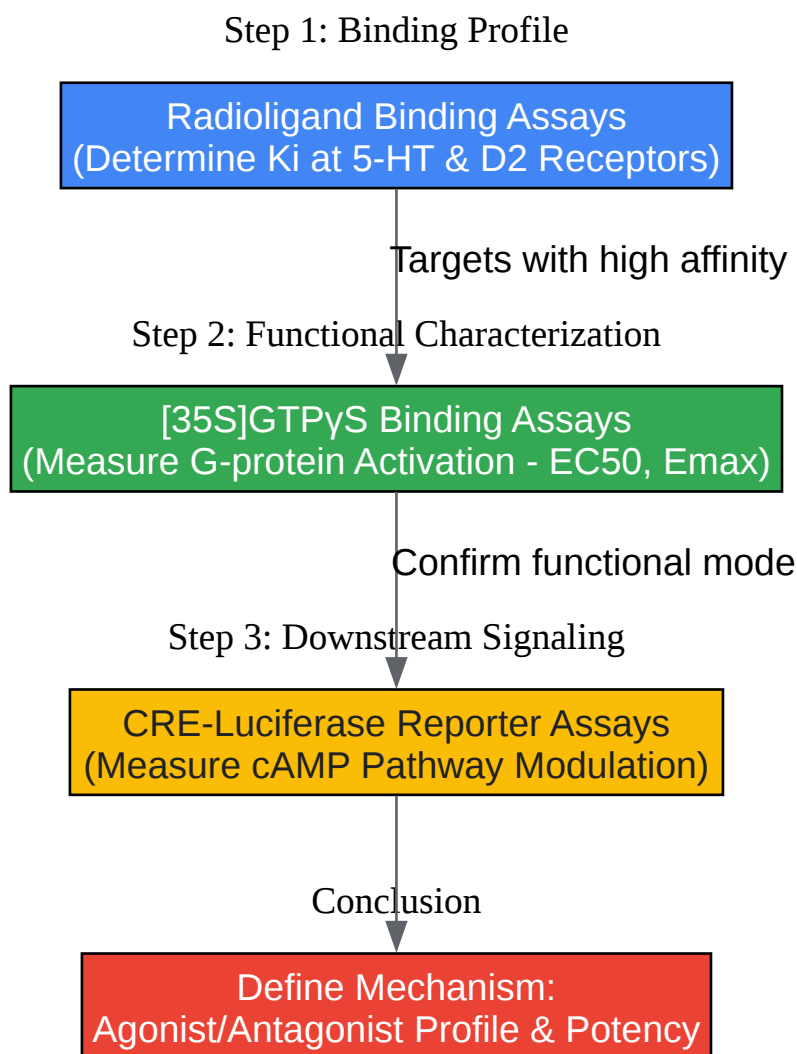 Step 1: Binding Profile
Radioligand Binding Assays
(Determine Ki at 5-HT & D2 Receptors)
Targets with high affinity
Step 2: Functional Characterization
[35S]GTPγS Binding Assays
(Measure G-protein Activation - EC50, Emax)
Confirm functional mode
Step 3: Downstream Signaling
CRE-Luciferase Reporter Assays
(Measure cAMP Pathway Modulation)
Conclusion
Define Mechanism:
Agonist/Antagonist Profile & Potency